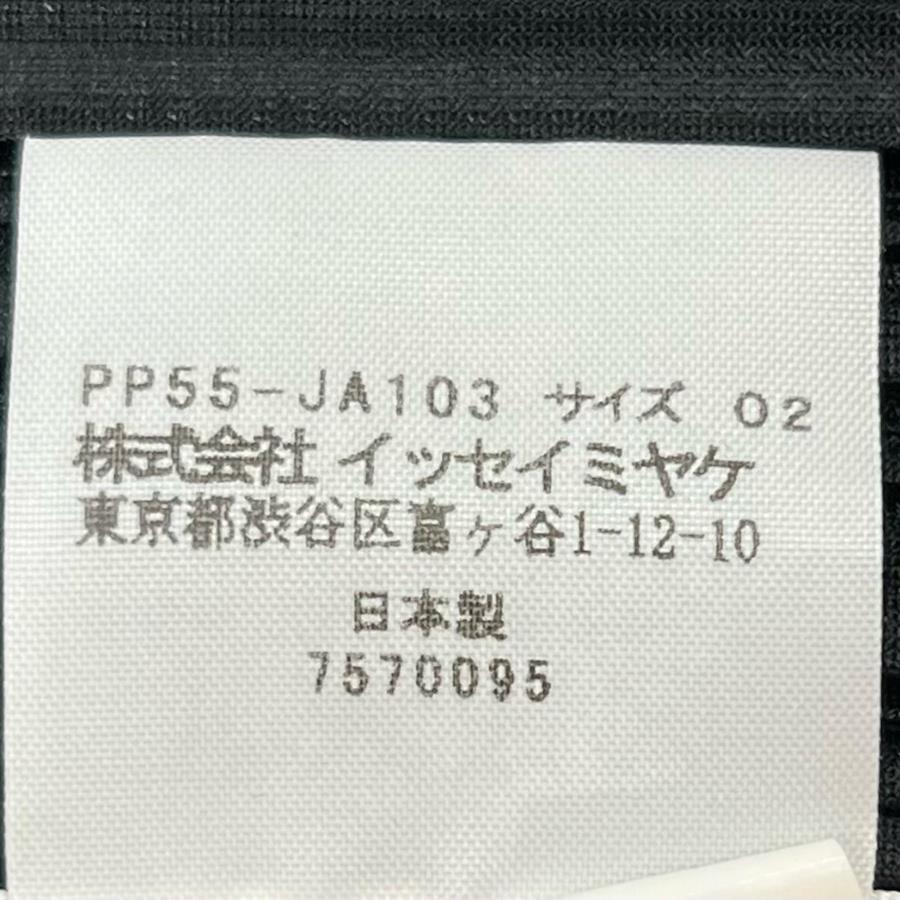 PP55-JA103 サイズ 02
株式会社 イッセイミヤケ
東京都渋谷区富ヶ谷1-12-10
日本製
7570095